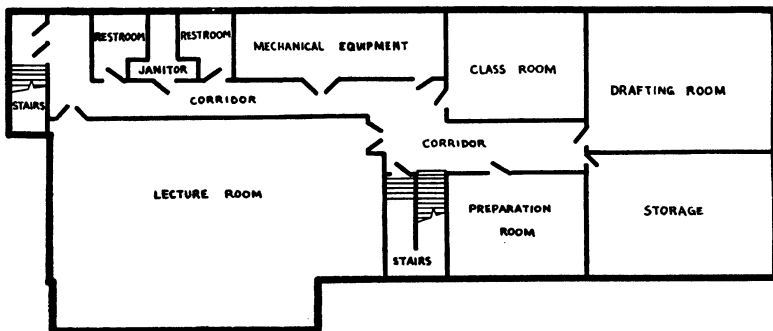 RESTROOM
RESTROOM
MECHANICAL EQUIPMENT
JANITOR
CLASS ROOM
DRAFTING ROOM
STAIRS
CORRIDOR
CORRIDOR
LECTURE ROOM
PREPARATION
ROOM
STORAGE
STAIRS